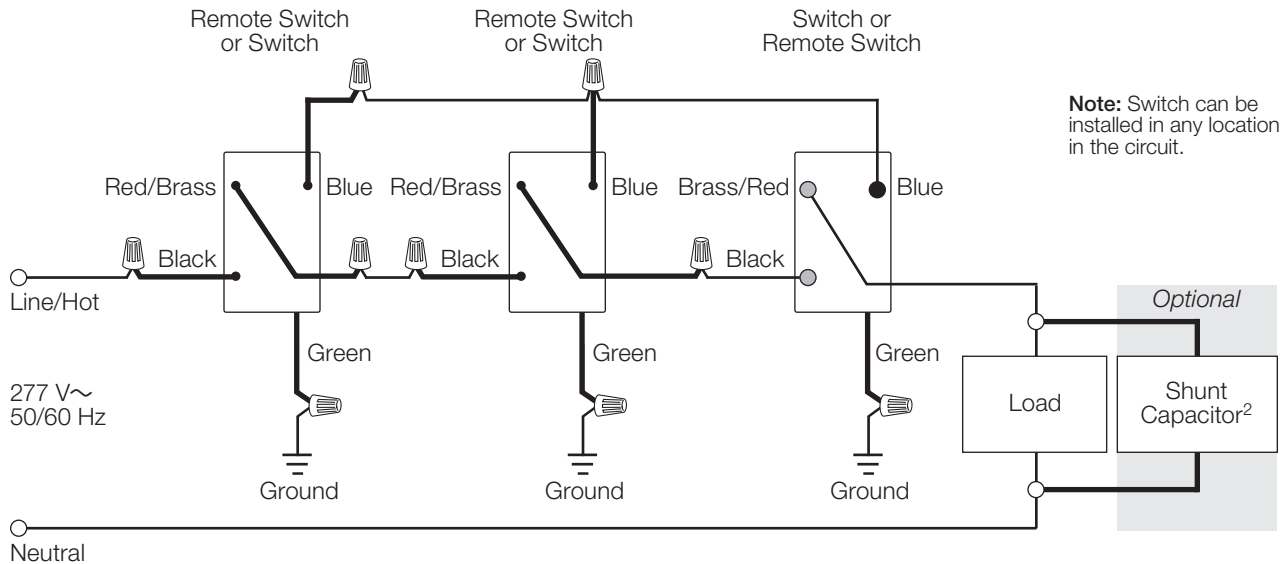 Remote Switch
or Switch
Remote Switch
or Switch
Switch or
Remote Switch
Note: Switch can be
installed in any location
in the circuit.
Red/Brass
Blue
Red/Brass
Blue
Brass/Red
Blue
Black
Black
Black
Line/Hot
Optional
Green
Green
Green
277 V~
50/60 Hz
Load
Shunt
Capacitor²
Ground
Ground
Ground
Neutral